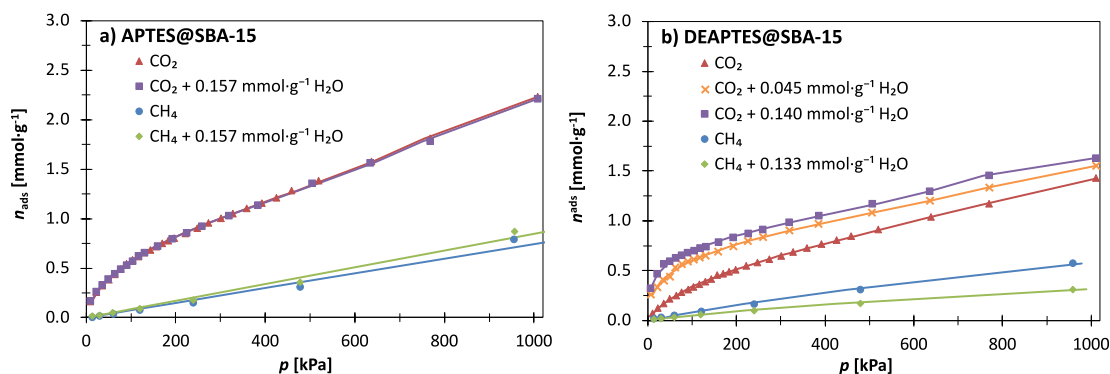 a) APTES@SBA-15
CO₂
CO₂ + 0.157 mmol·g⁻¹ H₂O
CH₄
CH₄ + 0.157 mmol·g⁻¹ H₂O
3.0
2.5
2.0
1.5
1.0
0.5
0.0
n_ads [mmol·g⁻¹]
0 200 400 600 800 1000
p [kPa]
b) DEAPTES@SBA-15
CO₂
CO₂ + 0.045 mmol·g⁻¹ H₂O
CO₂ + 0.140 mmol·g⁻¹ H₂O
CH₄
CH₄ + 0.133 mmol·g⁻¹ H₂O
3.0
2.5
2.0
1.5
1.0
0.5
0.0
n^ads [mmol·g⁻¹]
0 200 400 600 800 1000
p [kPa]